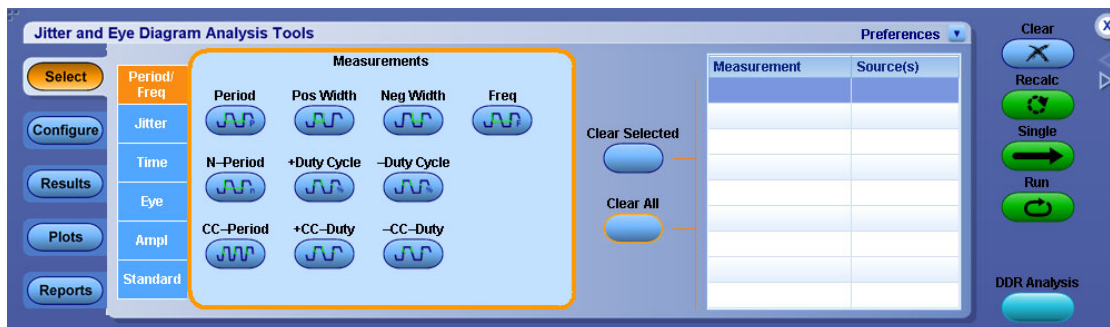 Jitter and Eye Diagram Analysis Tools
Preferences
Clear
Select
Configure
Results
Plots
Reports
Period/
Freq
Jitter
Time
Eye
Ampl
Standard
Measurements
Period
Pos Width
Neg Width
Freq
N–Period
+Duty Cycle
–Duty Cycle
CC–Period
+CC–Duty
–CC–Duty
Clear Selected
Clear All
Measurement
Source(s)
Recalc
Single
Run
DDR Analysis